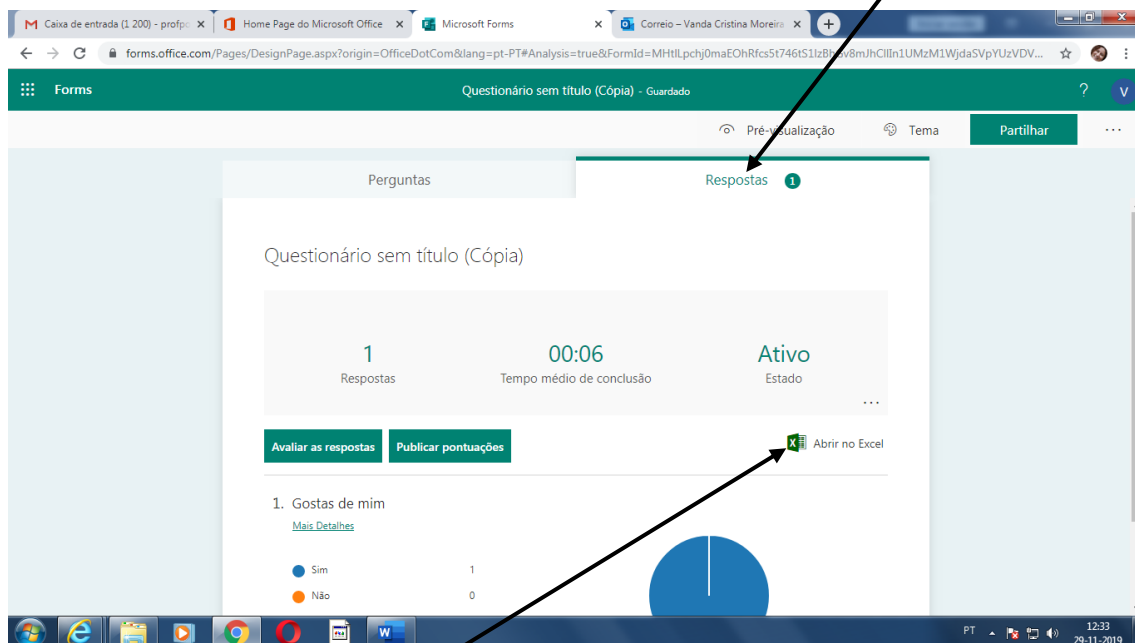 Caixa de entrada (1 200) - profpc
Home Page do Microsoft Office
Microsoft Forms
Correio – Vanda Cristina Moreira
forms.office.com/Pages/DesignPage.aspx?origin=OfficeDotCom&lang=pt-PT#Analysis=true&FormId=
Forms
Questionário sem título (Cópia) - Guardado
?
V
Pré-visualização
Tema
Partilhar
...
Perguntas
Respostas 1
Questionário sem título (Cópia)
1
00:06
Ativo
Respostas
Tempo médio de conclusão
Estado
...
Avaliar as respostas
Publicar pontuações
Abrir no Excel
1. Gostas de mim
Mais Detalhes
Sim 1
Não 0
PT
12:33
29-11-2019